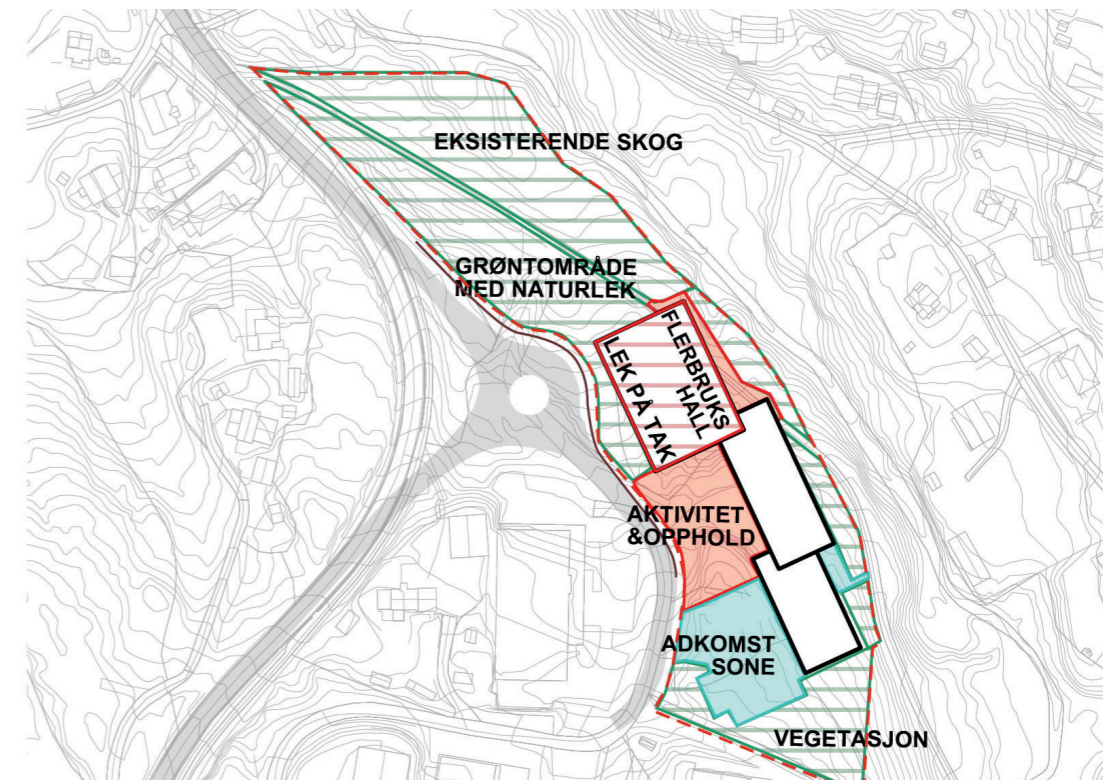 EKSISTERENDE SKOG
GRØNTOMRÅDE
MED NATURLEK
FLERBRUKS
HALL
LEK PÅ TAK
AKTIVITET
&OPPHOLD
ADKOMST
SONE
VEGETASJON